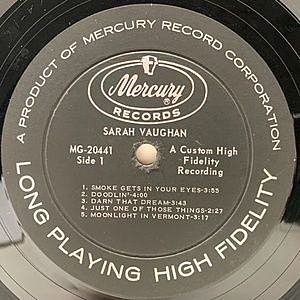 A PRODUCT OF MERCURY RECORD CORPORATION
Mercury
RECORDS
SARAH VAUGHAN
MG-20441
Side 1
A Custom High
Fidelity
Recording
1. SMOKE GETS IN YOUR EYES-3:55
2. DOODLIN'-4:00
3. DARN THAT DREAM-3:43
4. JUST ONE OF THOSE THINGS-2:27
5. MOONLIGHT IN VERMONT-3:17
LONG PLAYING HIGH FIDELITY